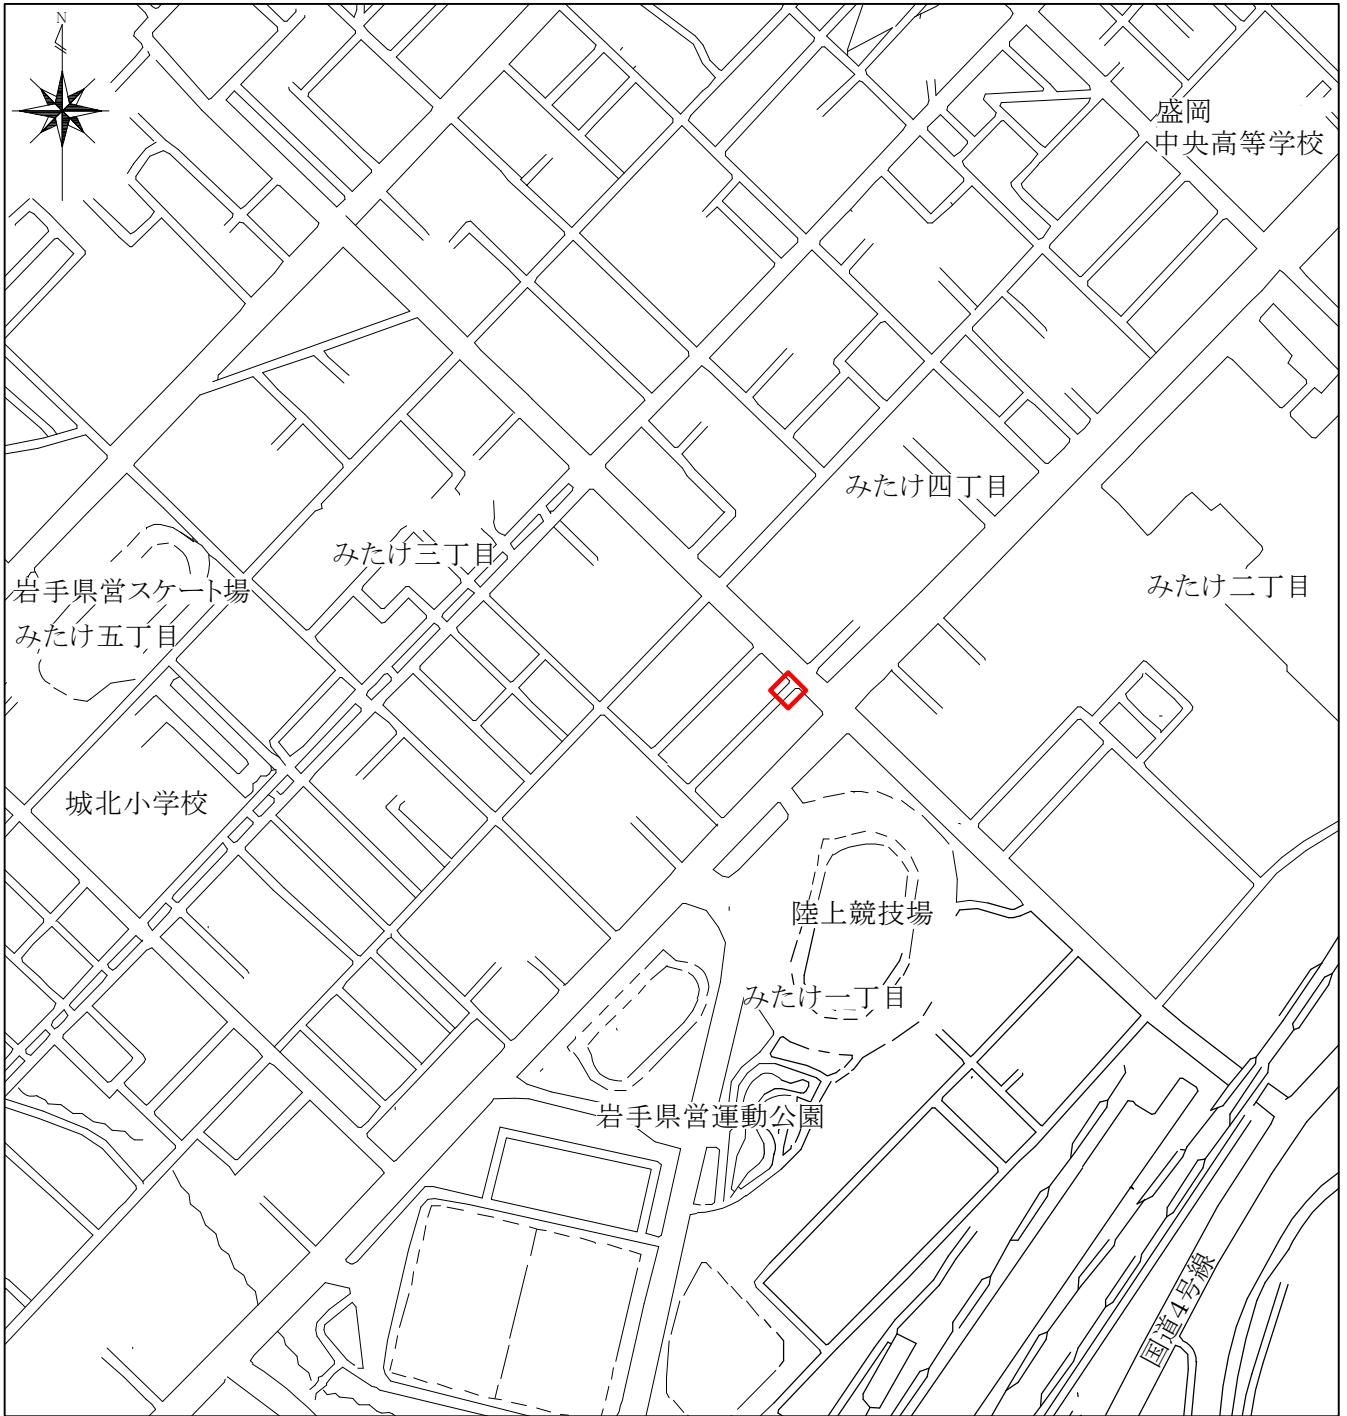 N
盛岡
中央高等学校
みたけ四丁目
みたけ三丁目
みたけ二丁目
岩手県営スケート場
みたけ五丁目
城北小学校
陸上競技場
みたけ一丁目
岩手県営運動公園
国道4号線